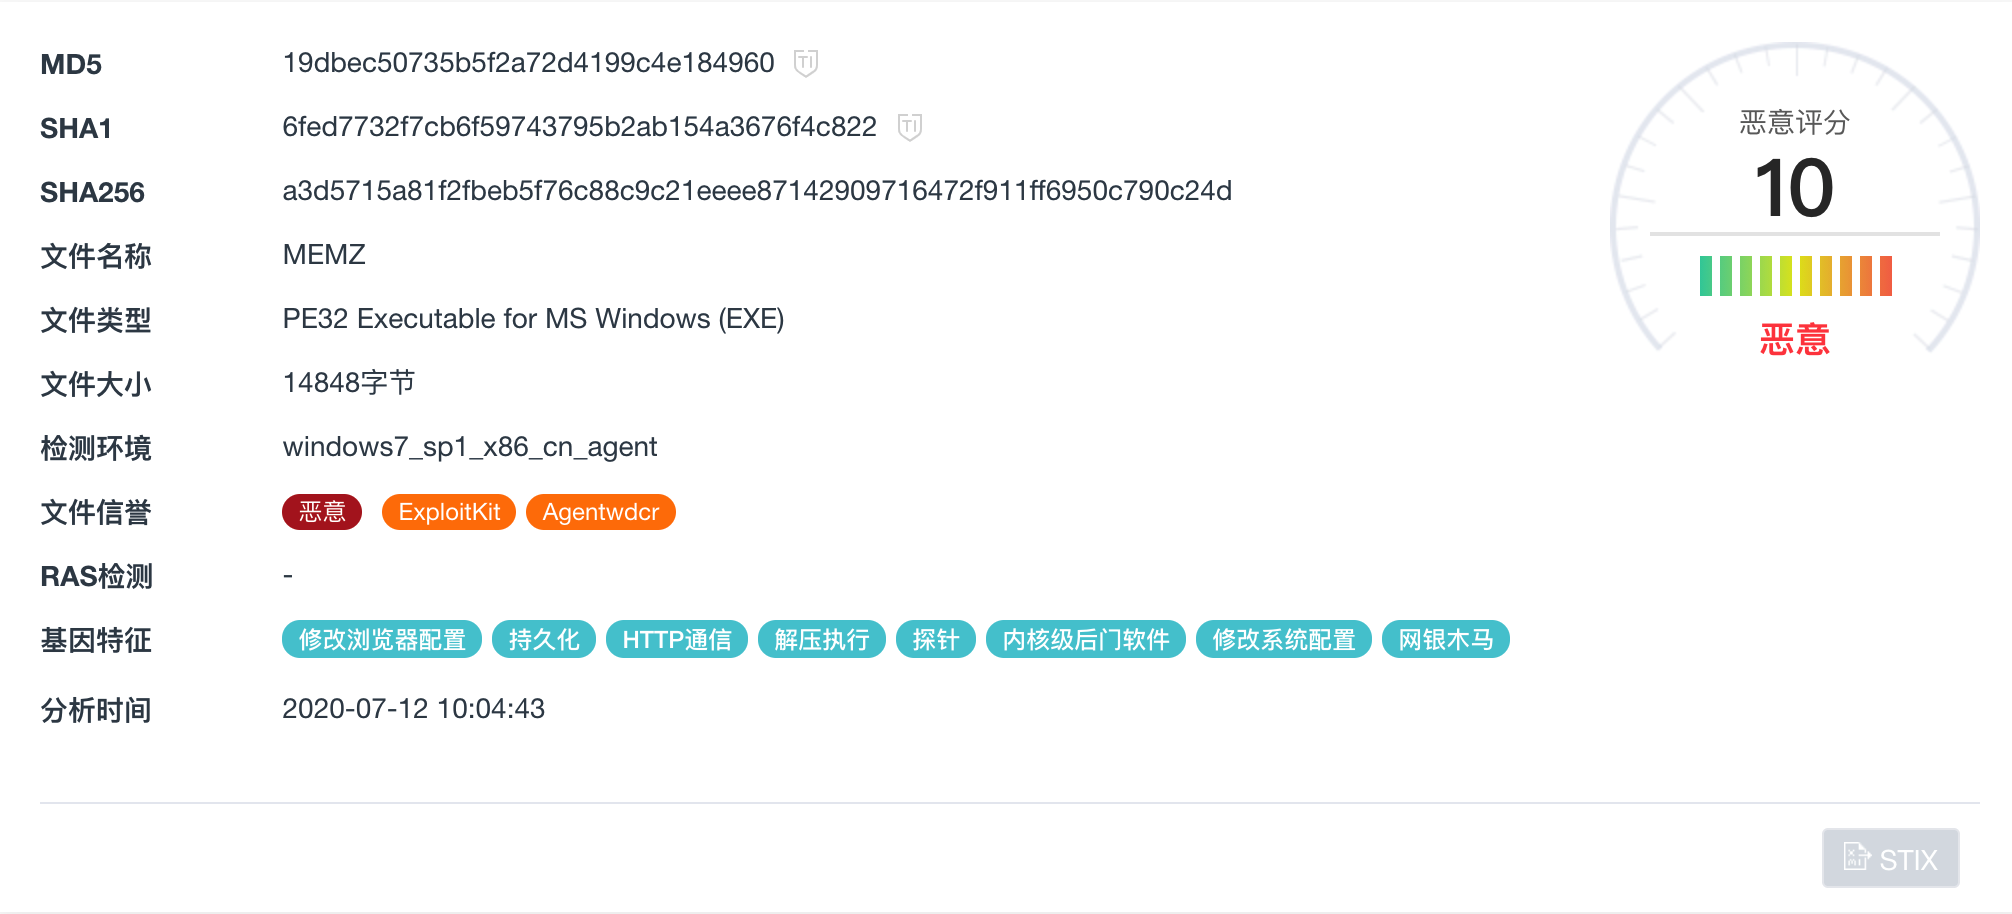 MD5 19dbec50735b5f2a72d4199c4e184960 TI
SHA1 6fed7732f7cb6f59743795b2ab154a3676f4c822 TI
SHA256 a3d5715a81f2fbeb5f76c88c9c21eeee87142909716472f911ff6950c790c24d
文件名称 MEMZ
文件类型 PE32 Executable for MS Windows (EXE)
文件大小 14848字节
检测环境 windows7_sp1_x86_cn_agent
文件信誉 恶意 ExploitKit Agentwdcr
RAS检测 -
基因特征 修改浏览器配置 持久化 HTTP通信 解压执行 探针 内核级后门软件 修改系统配置 网银木马
分析时间 2020-07-12 10:04:43
恶意评分
10
恶意
STIX